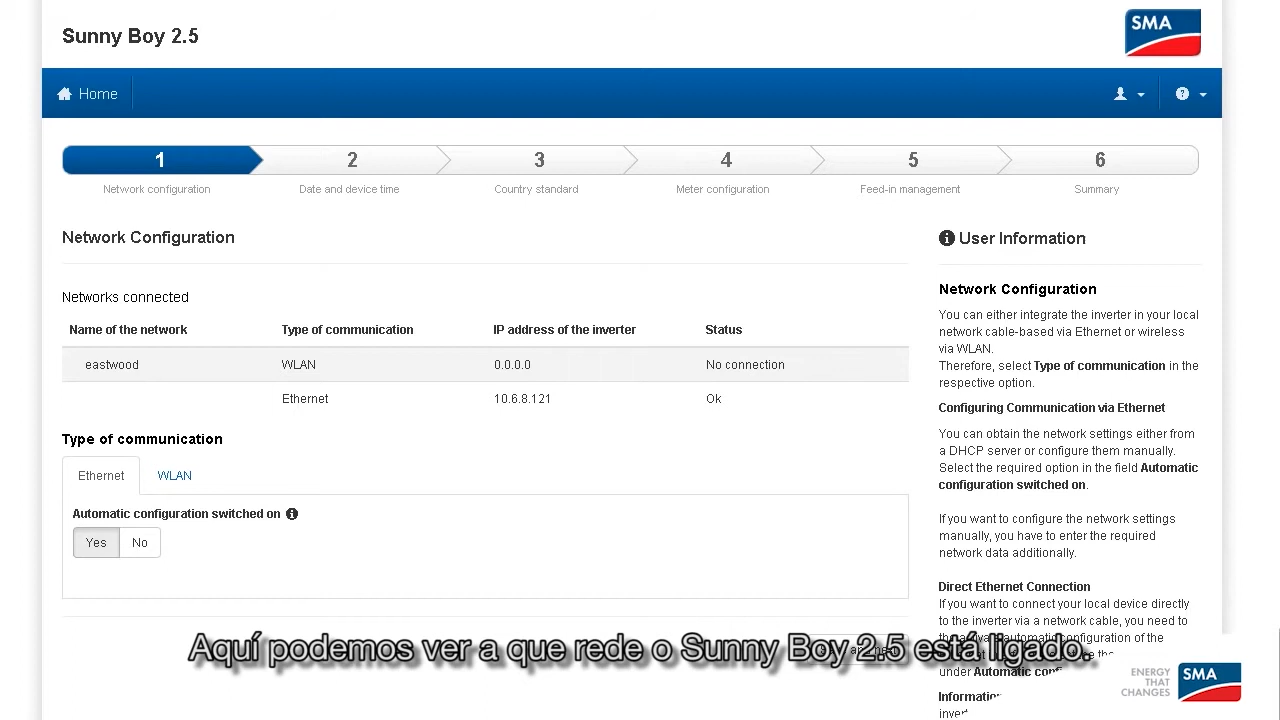 Sunny Boy 2.5
SMA
Home
1 2 3 4 5 6
Network configuration Date and device time Country standard Meter configuration Feed-in management Summary
Network Configuration
Networks connected
Name of the network Type of communication IP address of the inverter Status
eastwood WLAN 0.0.0.0 No connection
Ethernet 10.6.8.121 Ok
Type of communication
Ethernet WLAN
Automatic configuration switched on
Yes No
User Information
Network Configuration
You can either integrate the inverter in your local
network cable-based via Ethernet or wireless
via WLAN.
Therefore, select Type of communication in the
respective option.
Configuring Communication via Ethernet
You can obtain the network settings either from
a DHCP server or configure them manually.
Select the required option in the field Automatic
configuration switched on.
If you want to configure the network settings
manually, you have to enter the required
network data additionally.
Direct Ethernet Connection
If you want to connect your local device directly
to the inverter via a network cable, you need to
automatic configuration of the
under Automatic
Aquí podemos ver a que rede o Sunny Boy 2.5 está ligado.
ENERGY
THAT
CHANGES
SMA